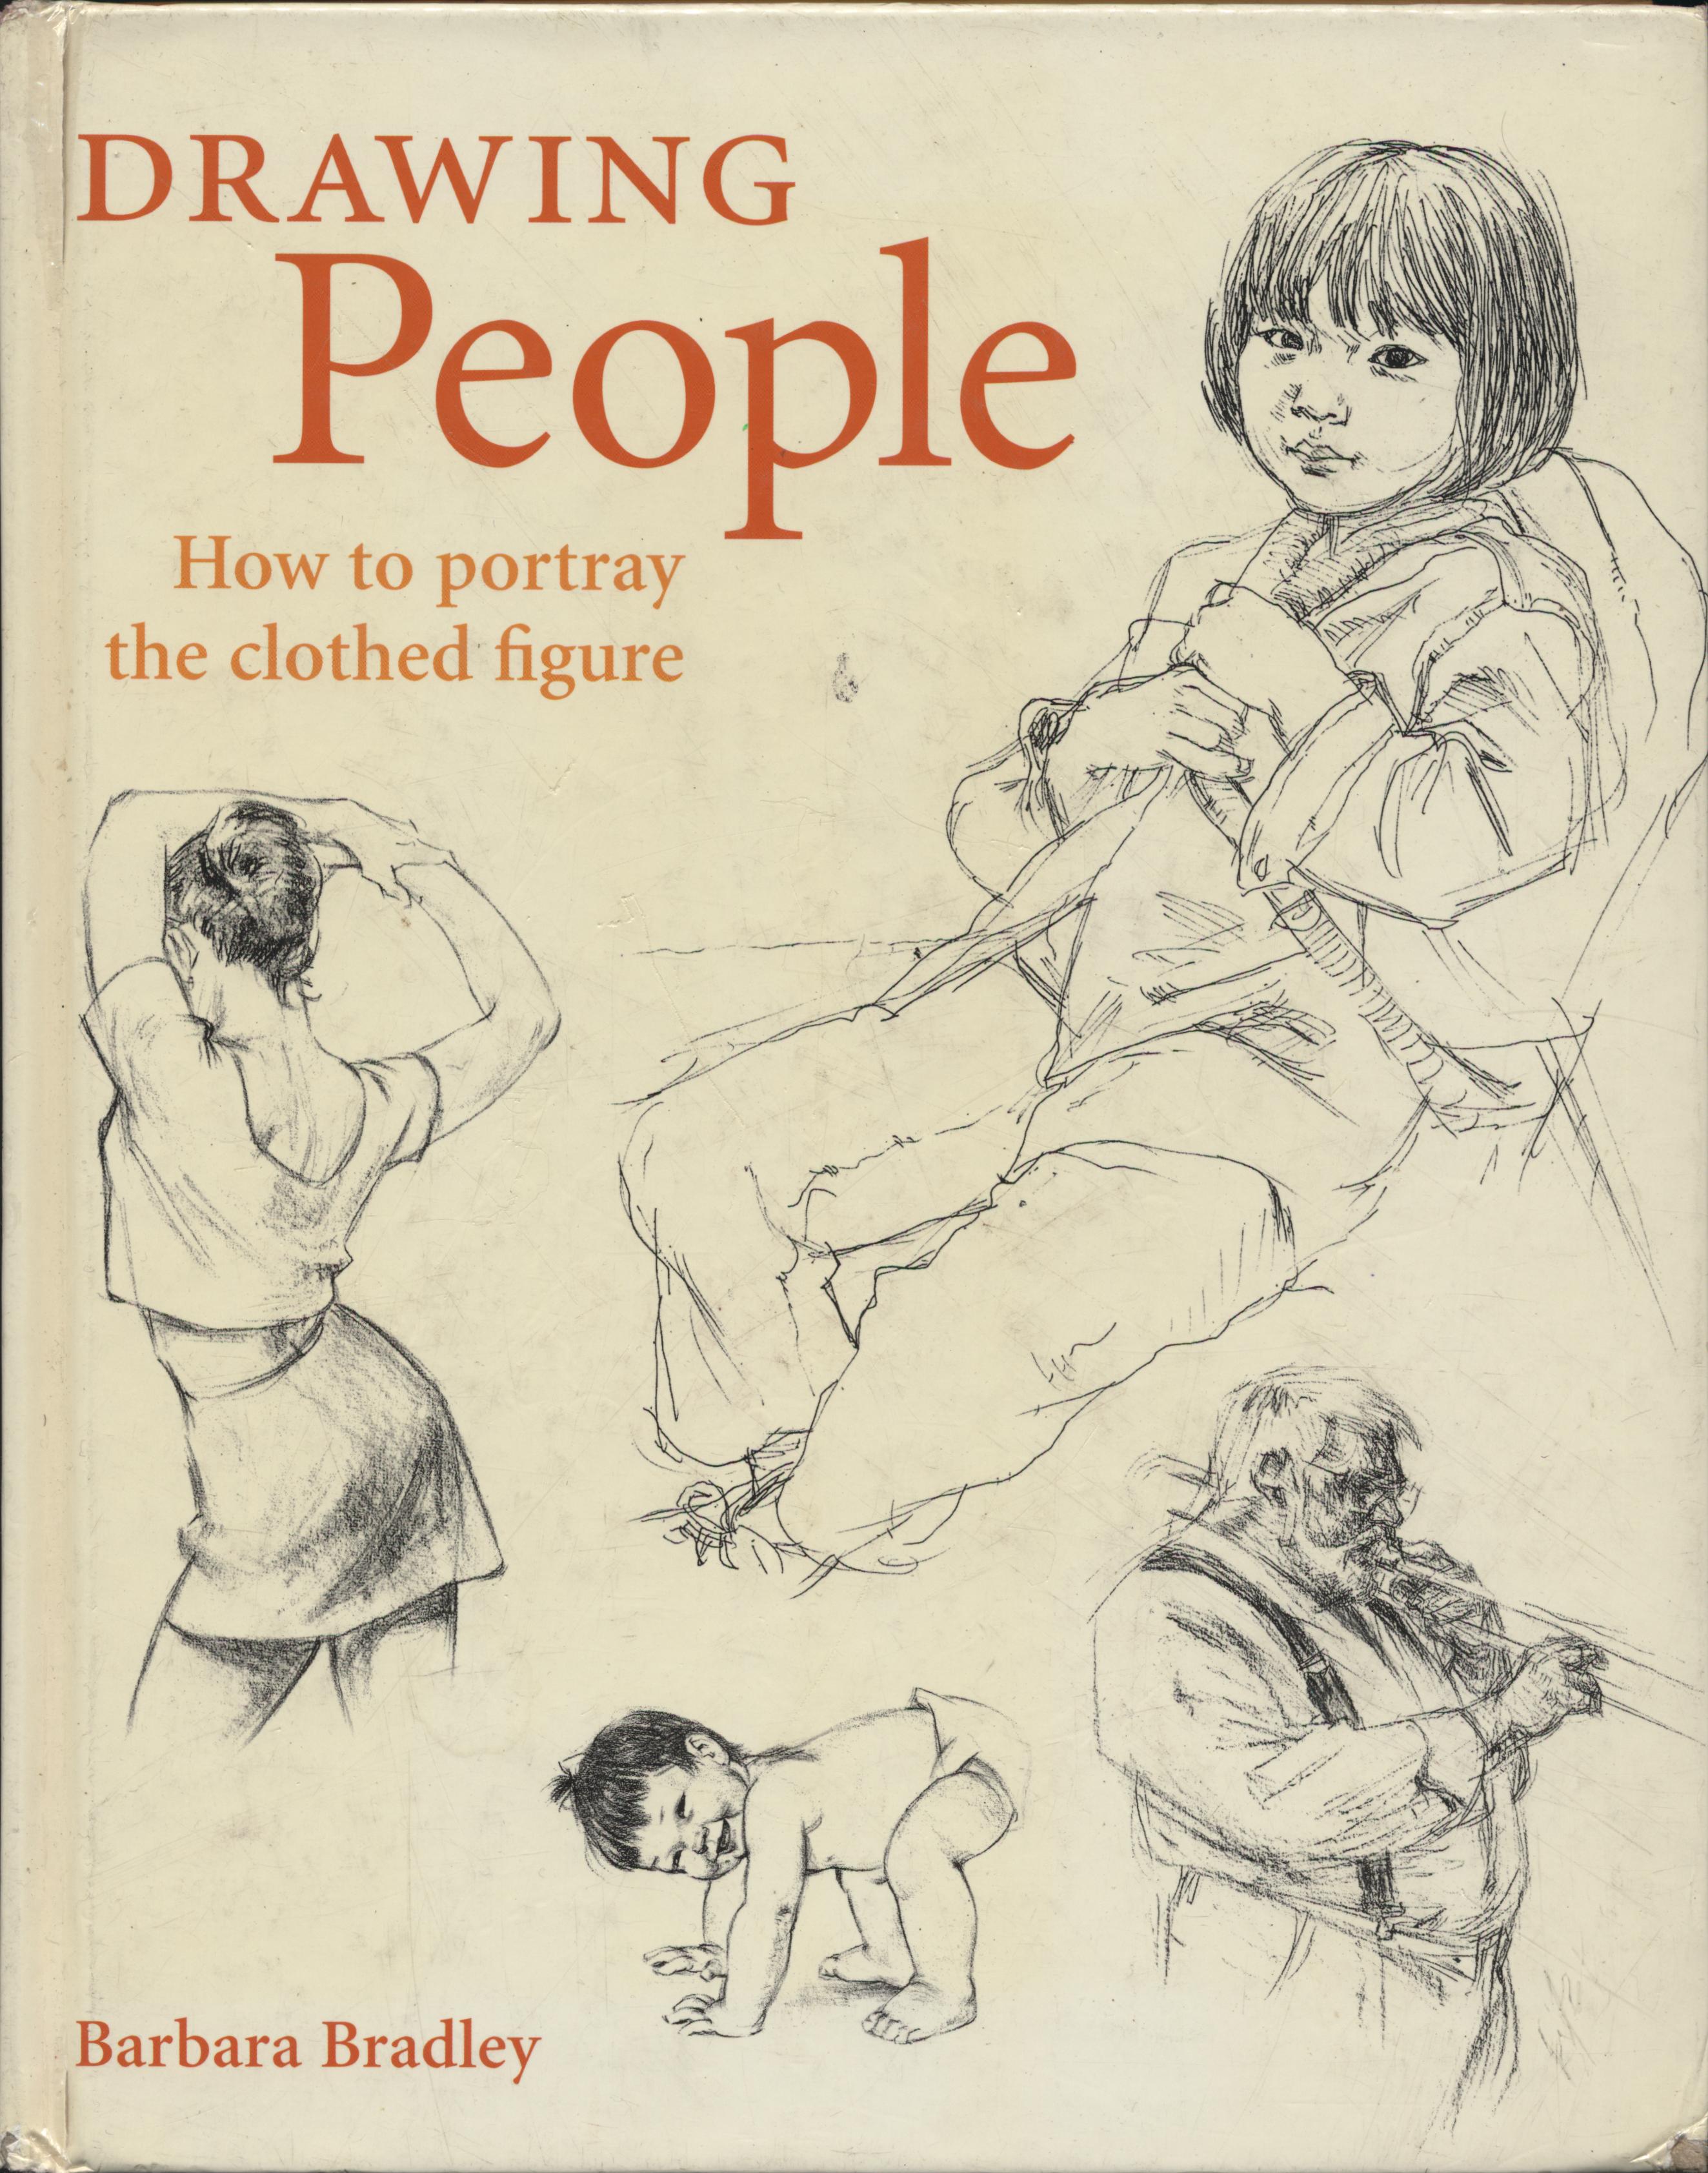 DRAWING
People
How to portray
the clothed figure
Barbara Bradley